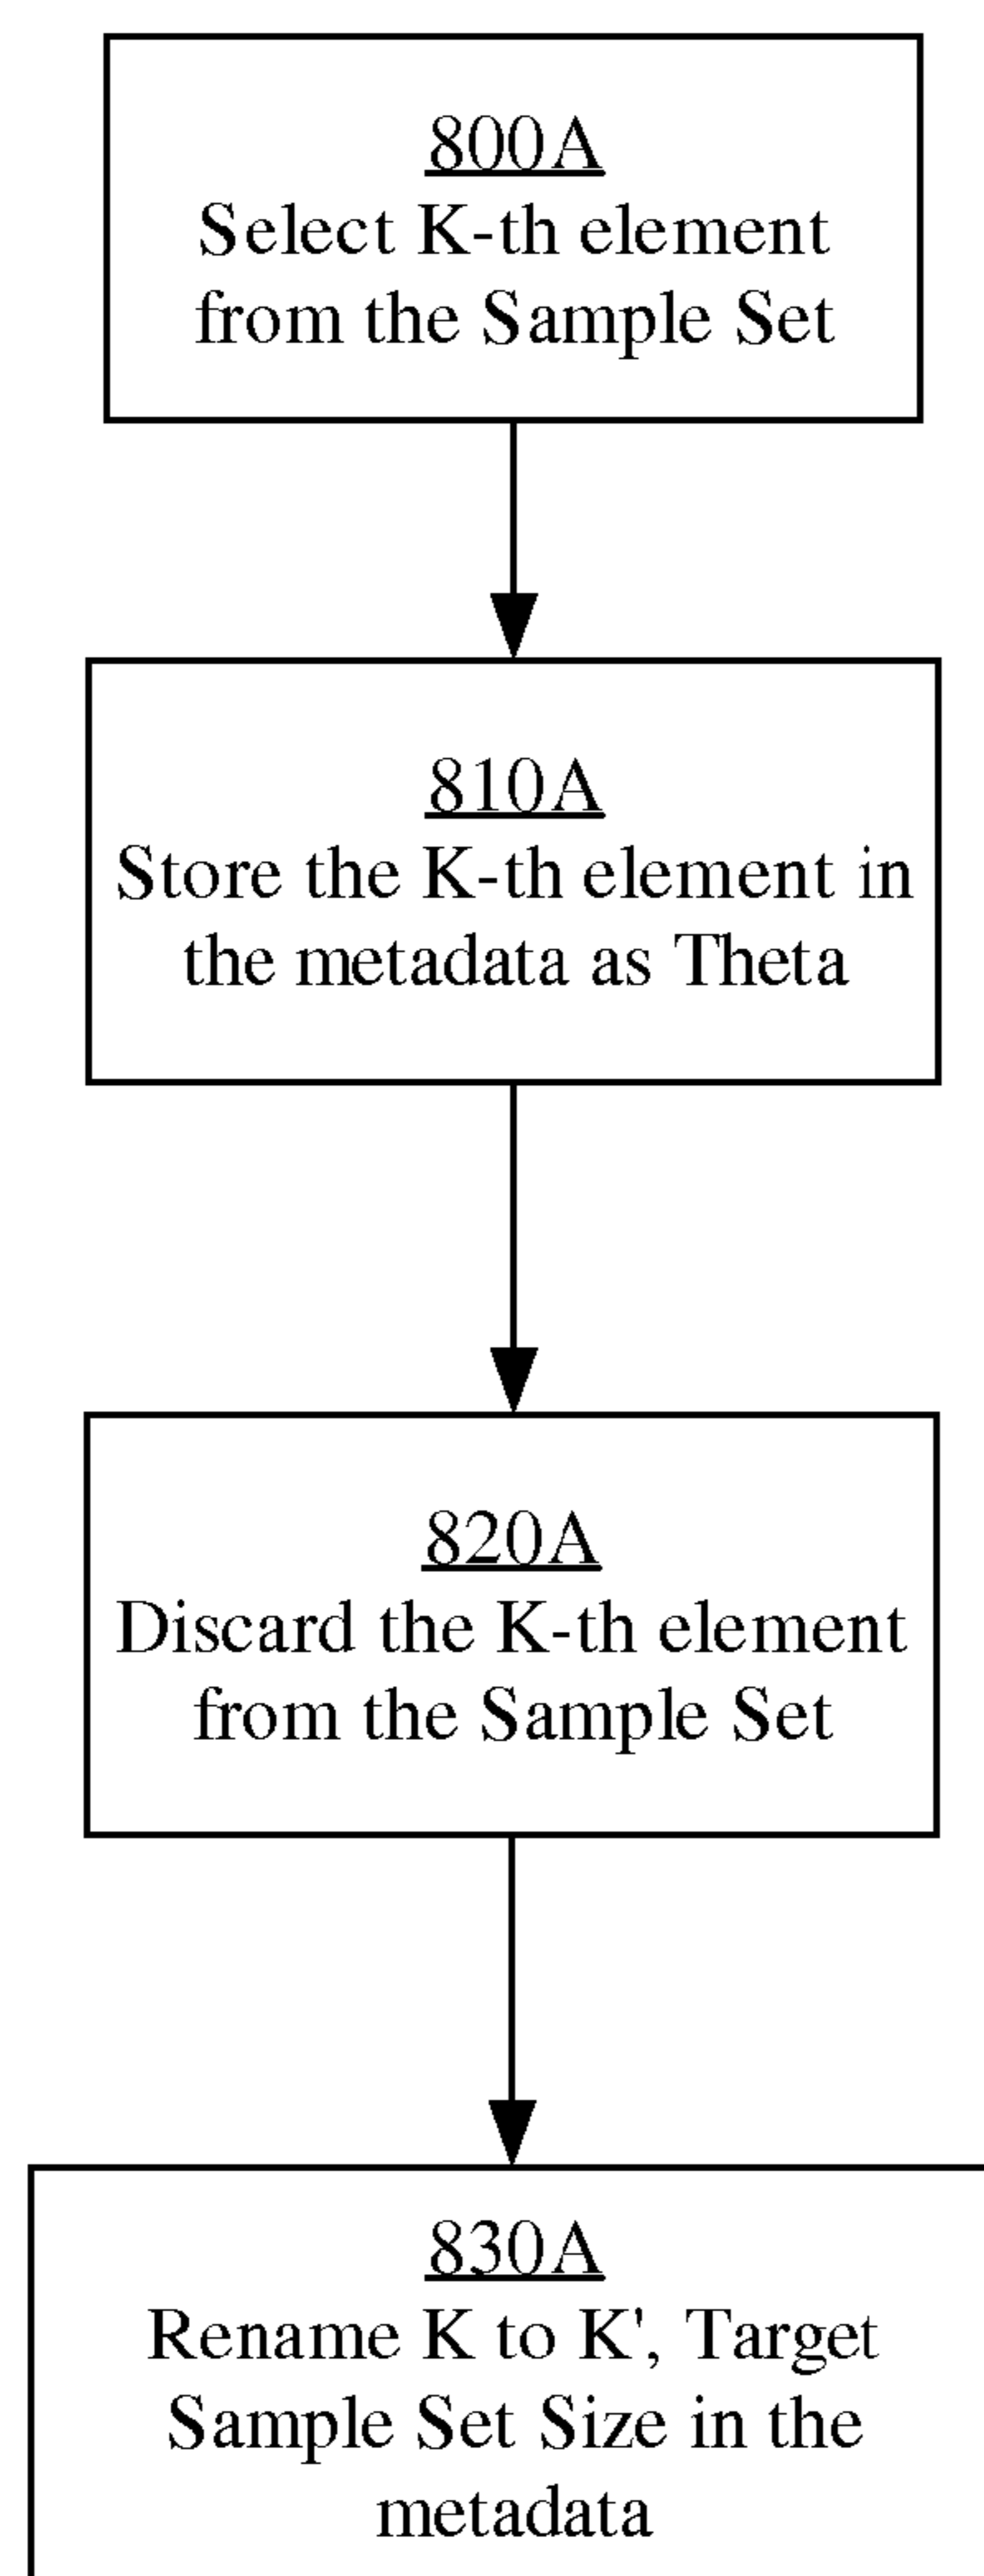 800A
Select K-th element
from the Sample Set
810A
Store the K-th element in
the metadata as Theta
820A
Discard the K-th element
from the Sample Set
830A
Rename K to K', Target
Sample Set Size in the
metadata